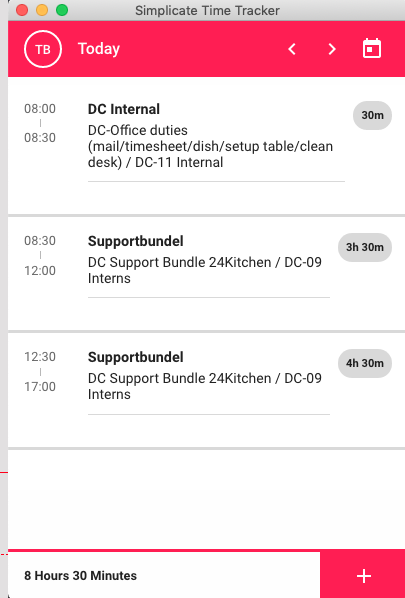 Simplicate Time Tracker
TB Today
08:00
08:30
DC Internal
DC-Office duties
(mail/timesheet/dish/setup table/clean
desk) / DC-11 Internal
30m
08:30
12:00
Supportbundel
DC Support Bundle 24Kitchen / DC-09
Interns
3h 30m
12:30
17:00
Supportbundel
DC Support Bundle 24Kitchen / DC-09
Interns
4h 30m
8 Hours 30 Minutes